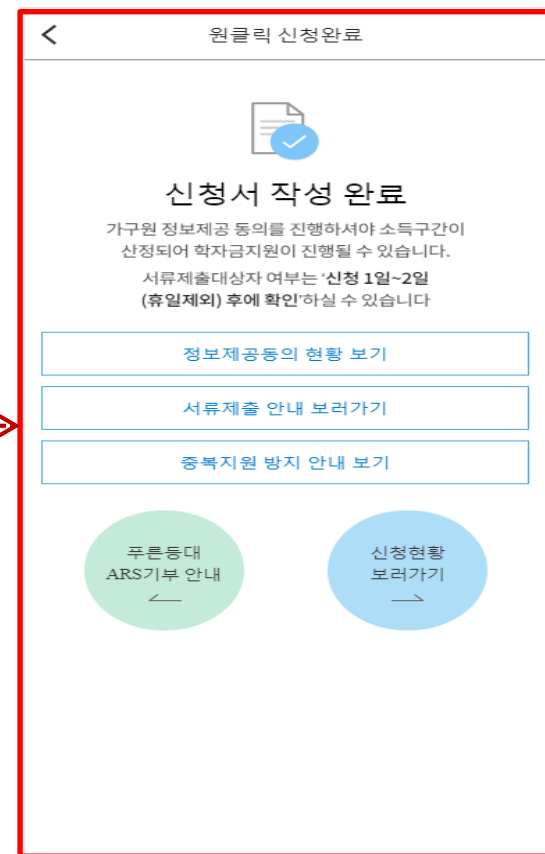 원클릭 신청완료
신청서 작성 완료
가구원 정보제공 동의를 진행하셔야 소득구간이
산정되어 학자금지원이 진행될 수 있습니다.
서류제출대상자 여부는 '신청 1일~2일
(휴일제외) 후에 확인'하실 수 있습니다
정보제공동의 현황 보기
서류제출 안내 보러가기
중복지원 방지 안내 보기
푸른등대
ARS기부 안내
신청현황
보러가기